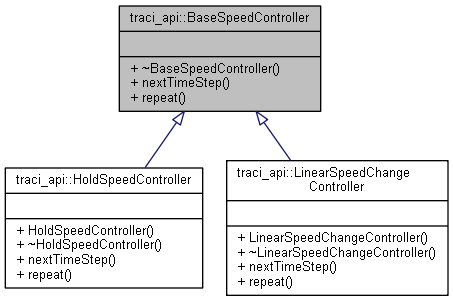 traci_api::BaseSpeedController
+ ~BaseSpeedController()
+ nextTimeStep()
+ repeat()
traci_api::HoldSpeedController
+ HoldSpeedController()
+ ~HoldSpeedController()
+ nextTimeStep()
+ repeat()
traci_api::LinearSpeedChange
Controller
+ LinearSpeedChangeController()
+ ~LinearSpeedChangeController()
+ nextTimeStep()
+ repeat()